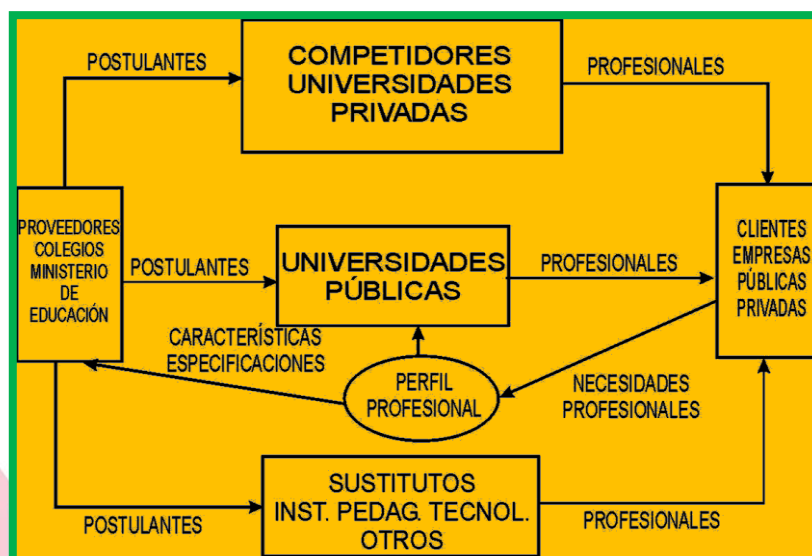 POSTULANTES
COMPETIDORES
UNIVERSIDADES
PRIVADAS
PROFESIONALES
PROVEEDORES
COLEGIOS
MINISTERIO
DE
EDUCACIÓN
POSTULANTES
UNIVERSIDADES
PÚBLICAS
PROFESIONALES
CLIENTES
EMPRESAS
PÚBLICAS
PRIVADAS
CARACTERÍSTICAS
ESPECIFICACIONES
PERFIL
PROFESIONAL
NECESIDADES
PROFESIONALES
POSTULANTES
SUSTITUTOS
INST. PEDAG. TECNOL.
OTROS
PROFESIONALES